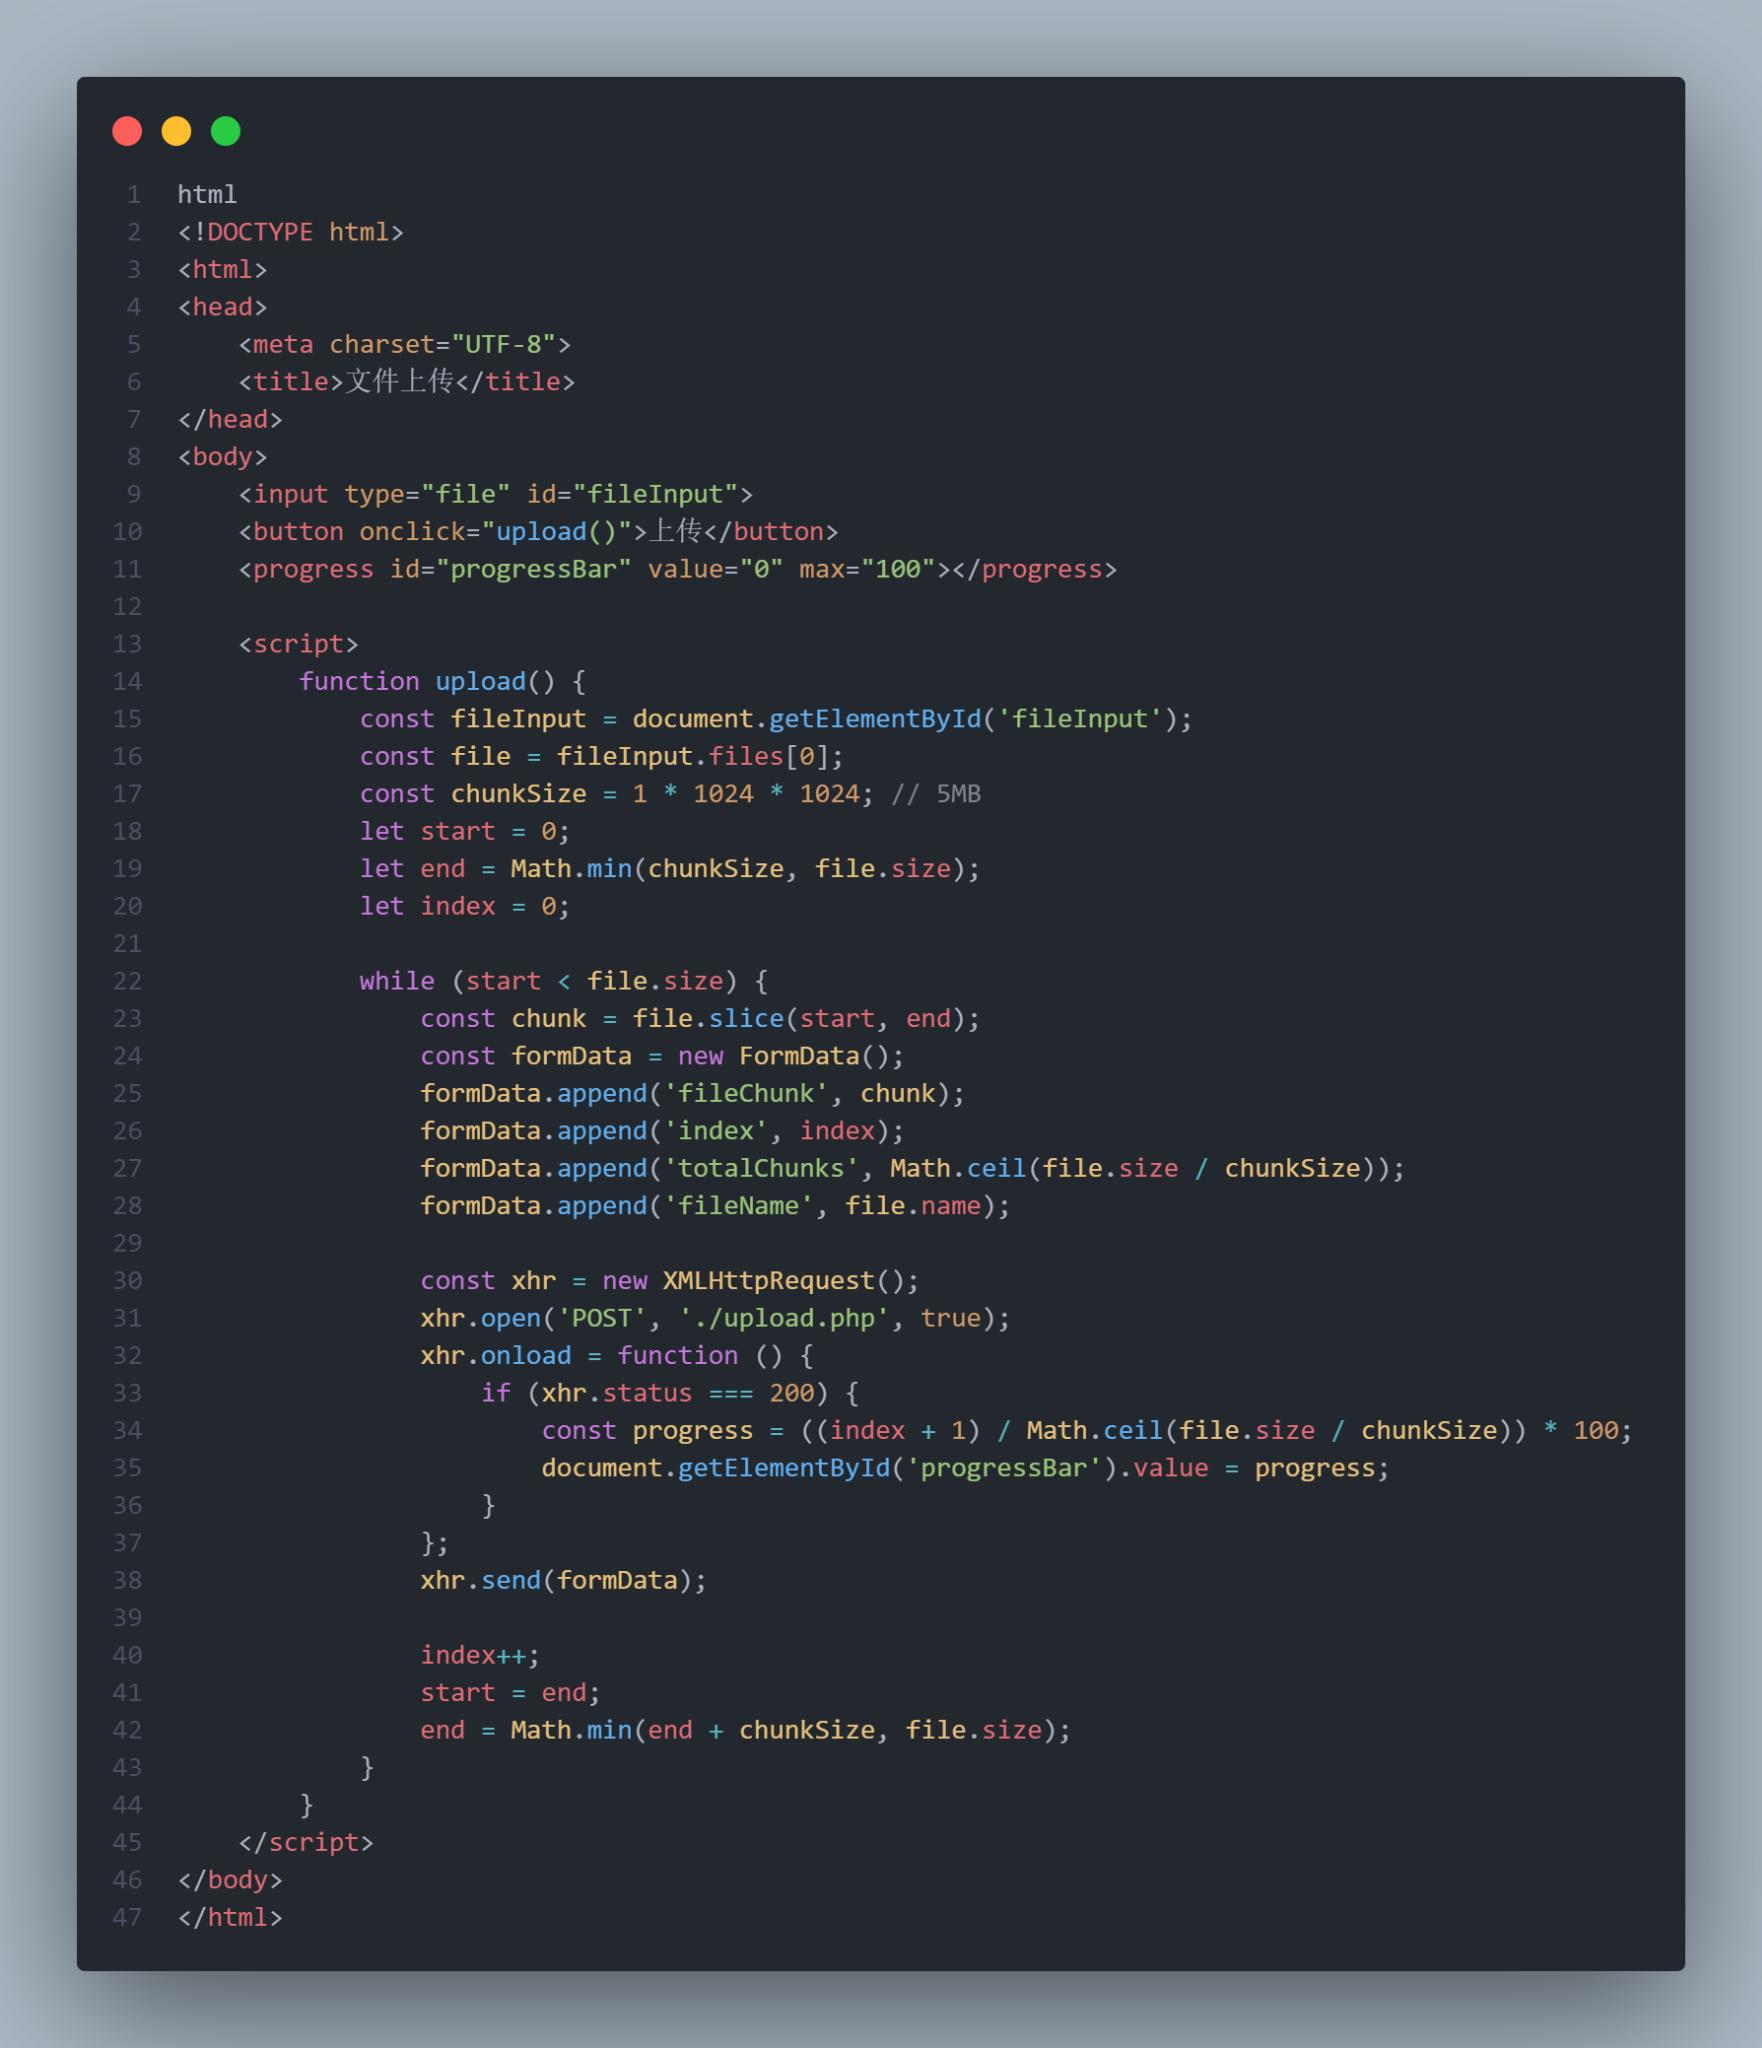 1 html
2 <!DOCTYPE html>
3 <html>
4 <head>
5     <meta charset="UTF-8">
6     <title>文件上传</title>
7 </head>
8 <body>
9     <input type="file" id="fileInput">
10     <button onclick="upload()">上传</button>
11     <progress id="progressBar" value="0" max="100"></progress>
12
13     <script>
14         function upload() {
15             const fileInput = document.getElementById('fileInput');
16             const file = fileInput.files[0];
17             const chunkSize = 1 * 1024 * 1024; // 5MB
18             let start = 0;
19             let end = Math.min(chunkSize, file.size);
20             let index = 0;
21
22             while (start < file.size) {
23                 const chunk = file.slice(start, end);
24                 const formData = new FormData();
25                 formData.append('fileChunk', chunk);
26                 formData.append('index', index);
27                 formData.append('totalChunks', Math.ceil(file.size / chunkSize));
28                 formData.append('fileName', file.name);
29
30                 const xhr = new XMLHttpRequest();
31                 xhr.open('POST', './upload.php', true);
32                 xhr.onload = function () {
33                     if (xhr.status === 200) {
34                         const progress = ((index + 1) / Math.ceil(file.size / chunkSize)) * 100;
35                         document.getElementById('progressBar').value = progress;
36                     }
37                 };
38                 xhr.send(formData);
39
40                 index++;
41                 start = end;
42                 end = Math.min(end + chunkSize, file.size);
43             }
44         }
45     </script>
46 </body>
47 </html>